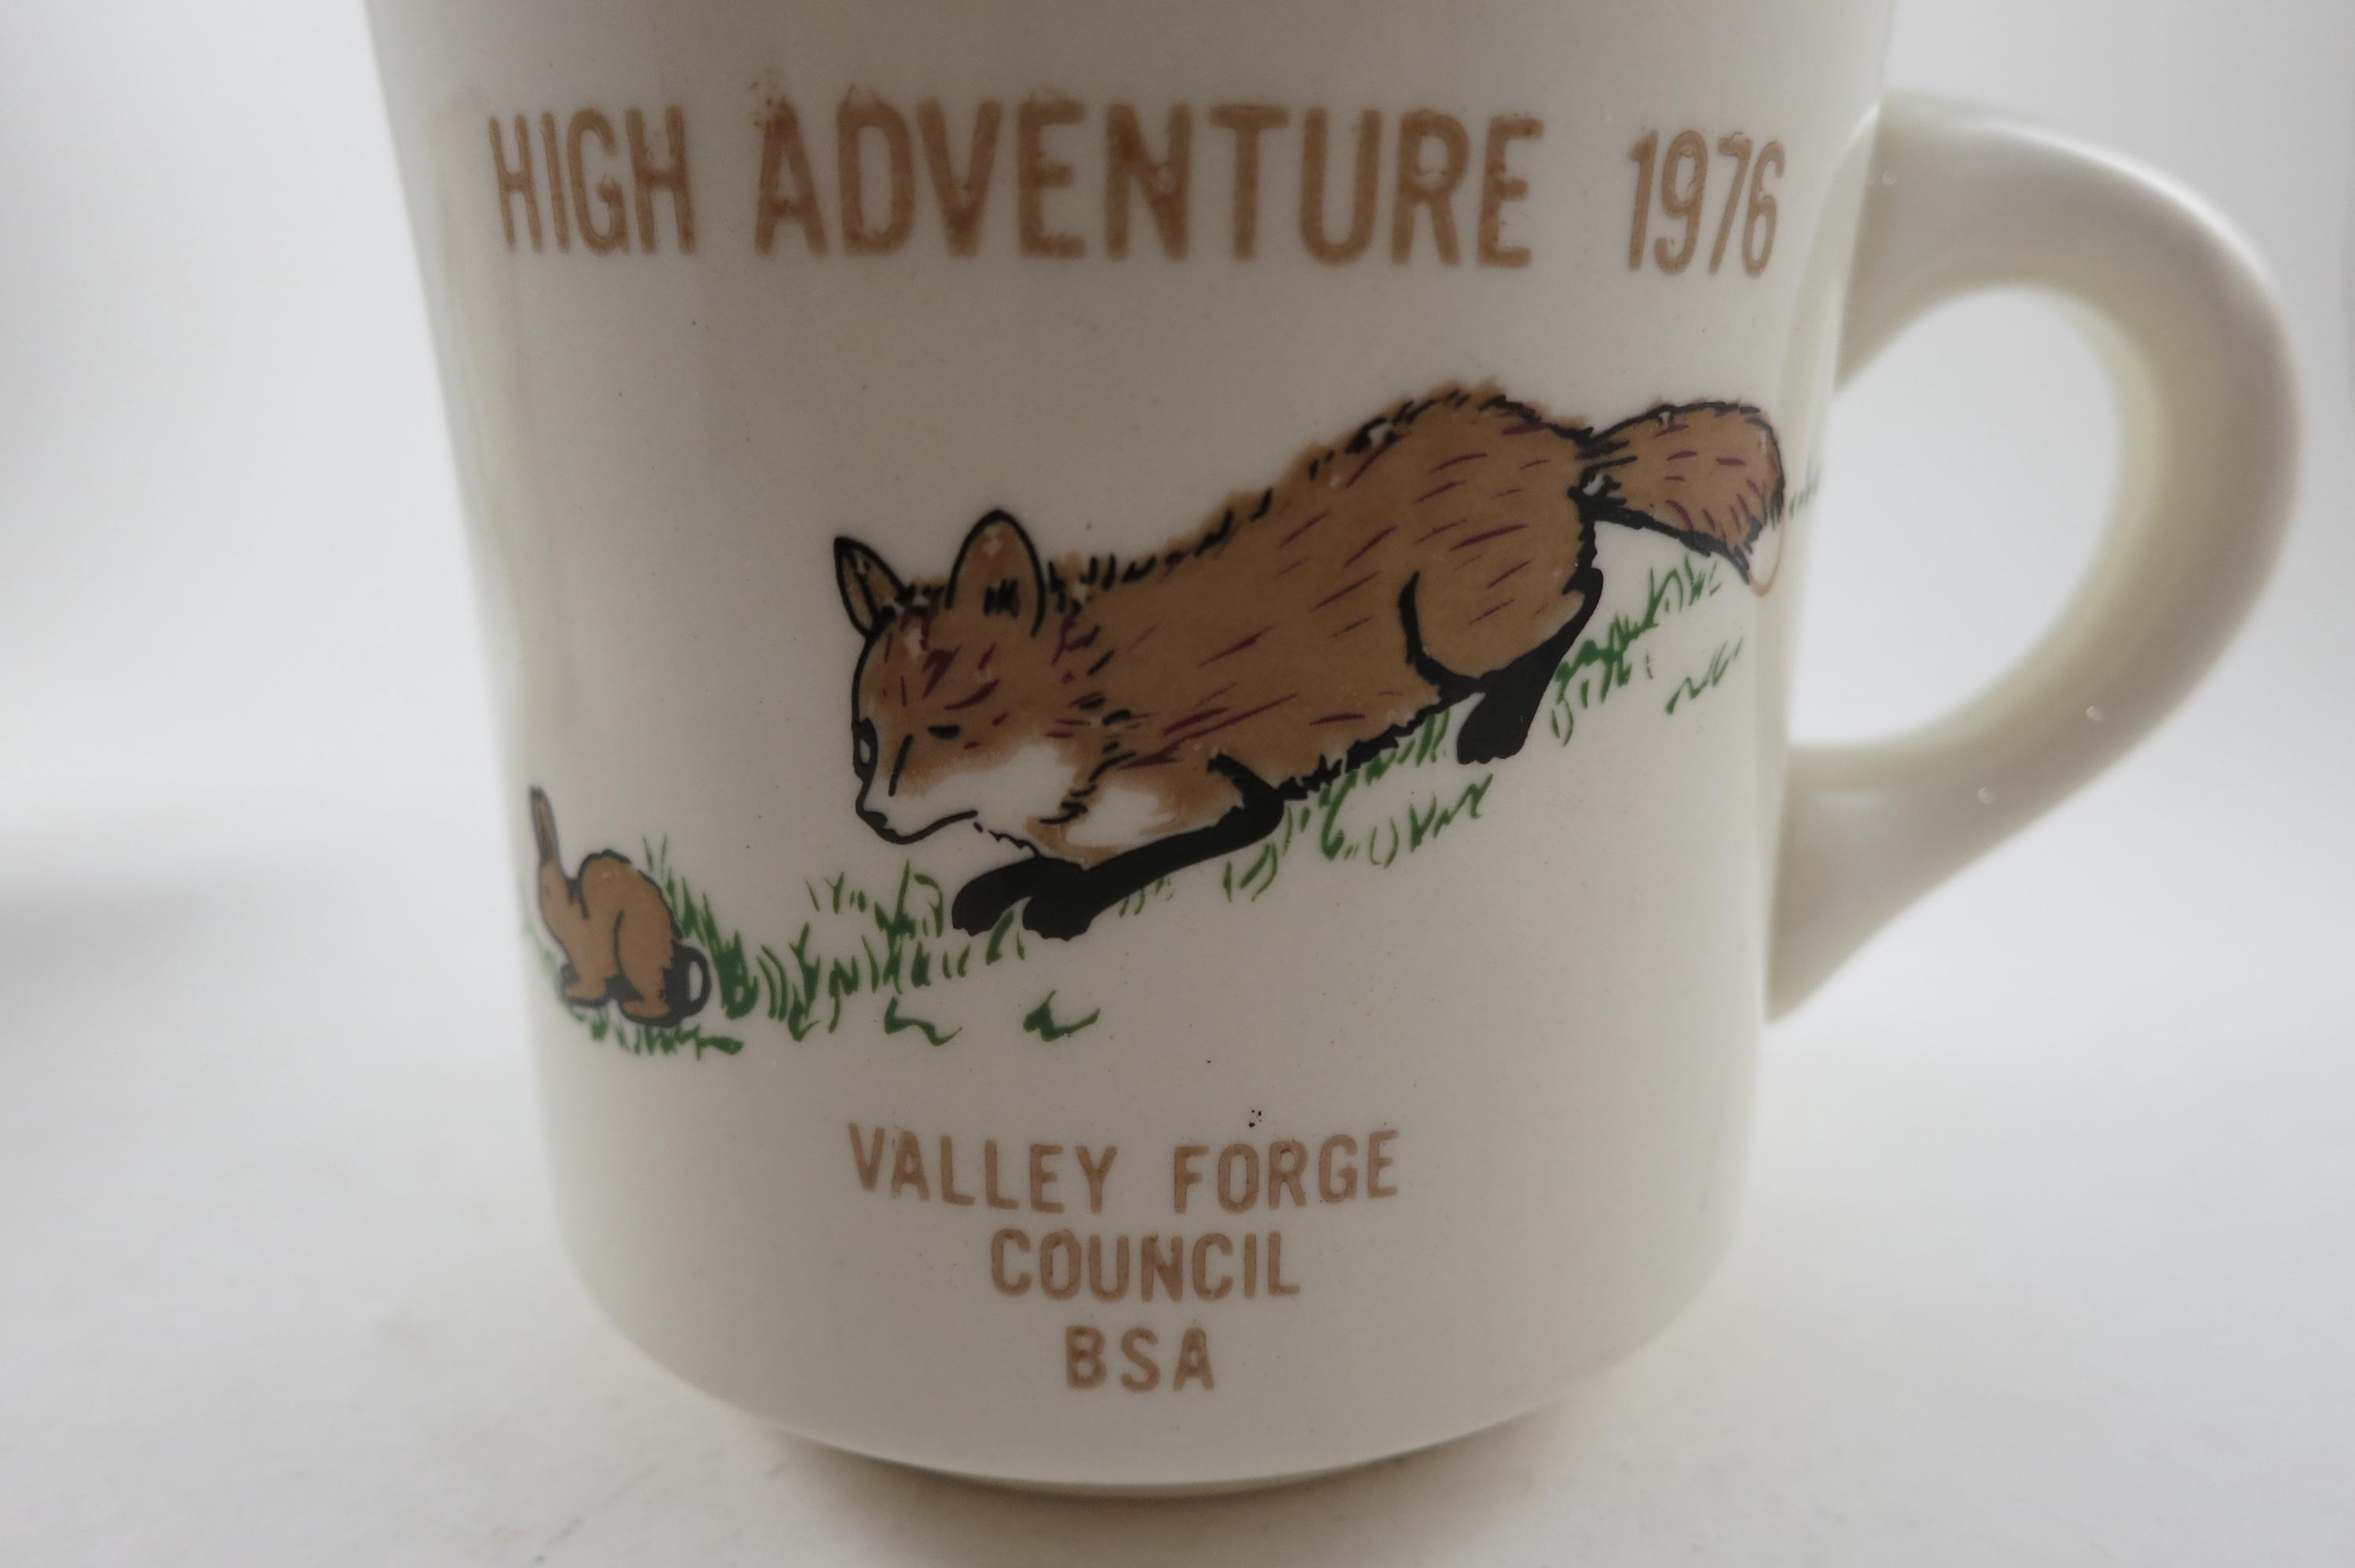 HIGH ADVENTURE 1976
VALLEY FORGE
COUNCIL
BSA